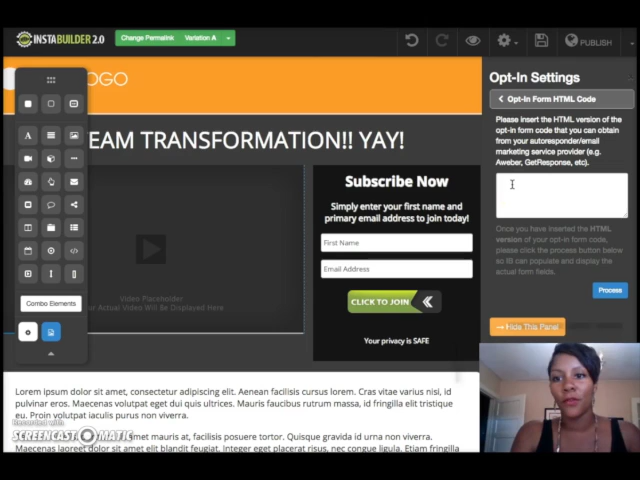 INSTABUILDER 2.0
Change Permalink
Variation A
PUBLISH
OGO
EAM TRANSFORMATION!! YAY!
Video Placeholder
ur Actual Video Will Be Displayed Here
Subscribe Now
Simply enter your first name and
primary email address to join today!
First Name
Email Address
CLICK TO JOIN
Your privacy is SAFE
Combo Elements
Opt-In Settings
Opt-In Form HTML Code
Please insert the HTML version of the
opt-in form code that you can obtain
from your autoresponder/email
marketing service provider (e.g.
Aweber, GetResponse, etc).
Once you have inserted the HTML
version of your opt-in form code,
please click the process button below
so IB can populate and display the
actual form fields.
Process
Hide This Panel
Lorem ipsum dolor sit amet, consectetur adipiscing elit. Aenean facilisis cursus lorem. Cras vitae varius nisl, id
pulvinar eros. Maecenas volutpat eget dui quis ultrices. Mauris faucibus rutrum massa, id fringilla elit tristique
eu. Proin volutpat iaculis purus non viverra.
Recorded with
SCREENCAST-O-MATIC
mattis mauris at, facilisis posuere tortor. Quisque gravida id urna non viverra.
Maecenas laoreet elit blandit feugiat. Integer eget placerat risus, nec congue ligula. Etiam fringilla